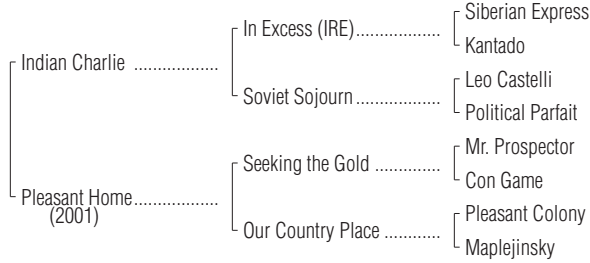 Siberian Express
In Excess (IRE)..................
Kantado
Indian Charlie ..................
Leo Castelli
Soviet Sojourn ..................
Political Parfait
Mr. Prospector
Seeking the Gold ..............
Con Game
Pleasant Home..................
(2001)
Pleasant Colony
Our Country Place ............
Maplejinsky